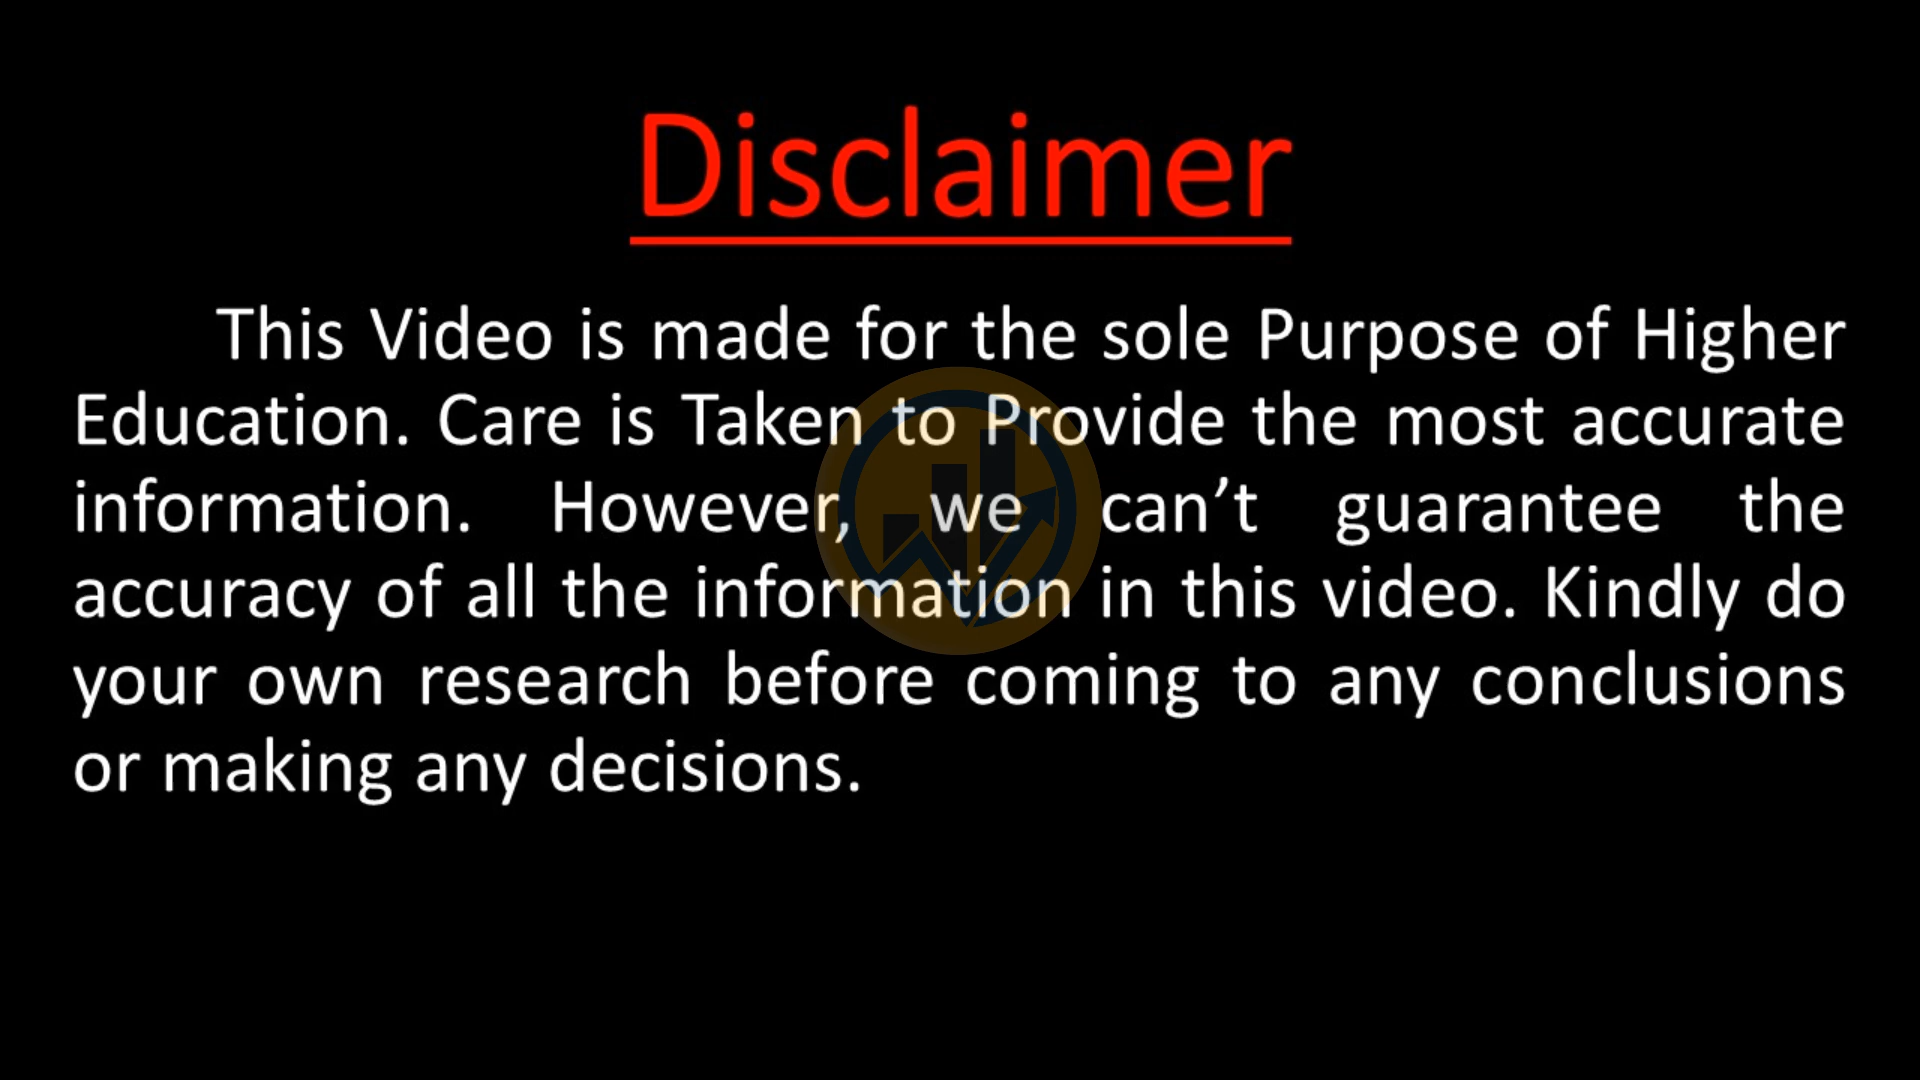 Disclaimer
This Video is made for the sole Purpose of Higher
Education. Care is Taken to Provide the most accurate
information. However, we can’t guarantee the
accuracy of all the information in this video. Kindly do
your own research before coming to any conclusions
or making any decisions.